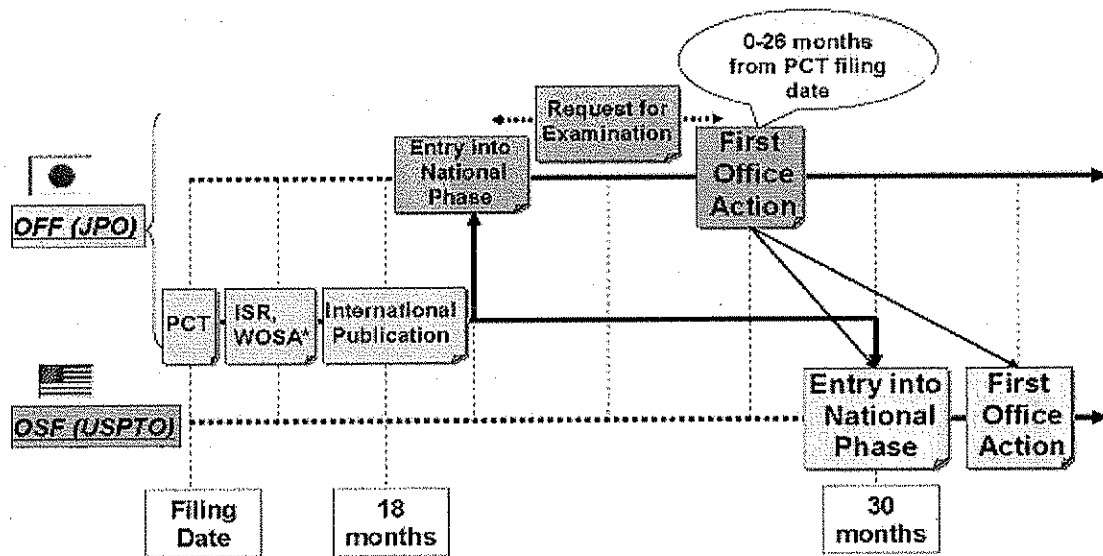 0-26 months
from PCT filing
date
Request for
Examination
Entry into
National
Phase
First
Office
Action
OFF (JPO)
PCT
ISR,
WOSA*
International
Publication
OSF (USPTO)
Entry into
National
Phase
First
Office
Action
Filing
Date
18
months
30
months